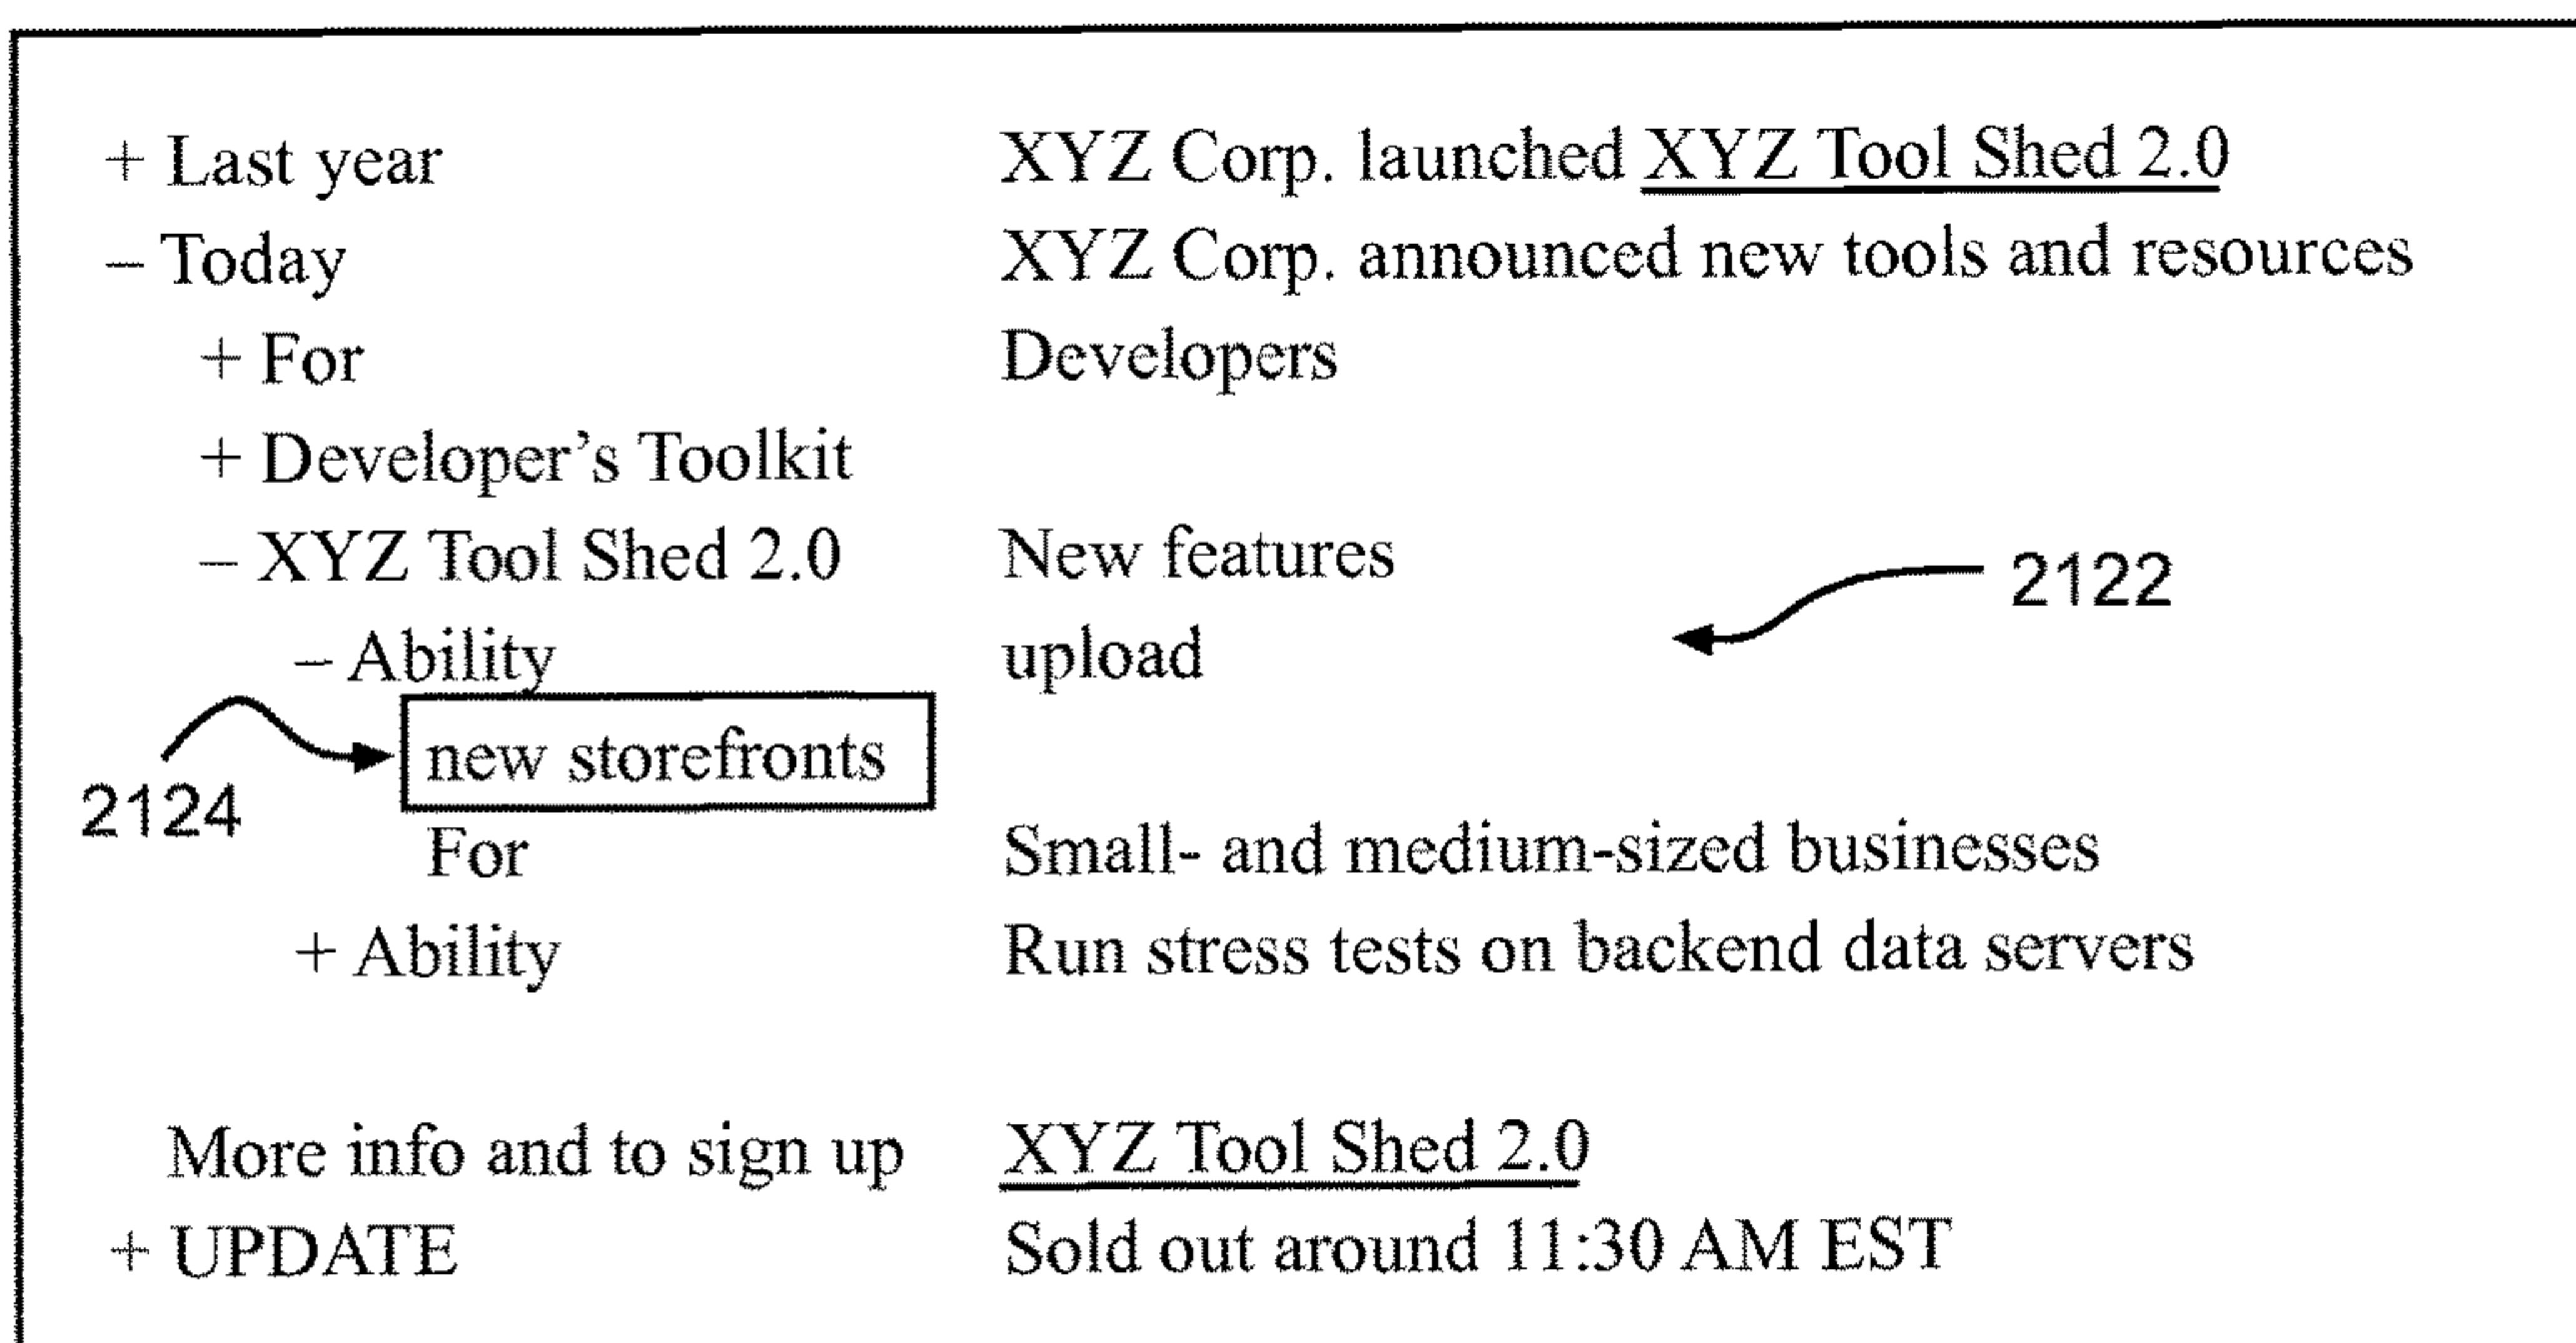 + Last year XYZ Corp. launched XYZ Tool Shed 2.0
– Today XYZ Corp. announced new tools and resources
+ For Developers
+ Developer's Toolkit
– XYZ Tool Shed 2.0 New features
2122
– Ability upload
new storefronts
2124
For Small- and medium-sized businesses
+ Ability Run stress tests on backend data servers
More info and to sign up XYZ Tool Shed 2.0
+ UPDATE Sold out around 11:30 AM EST